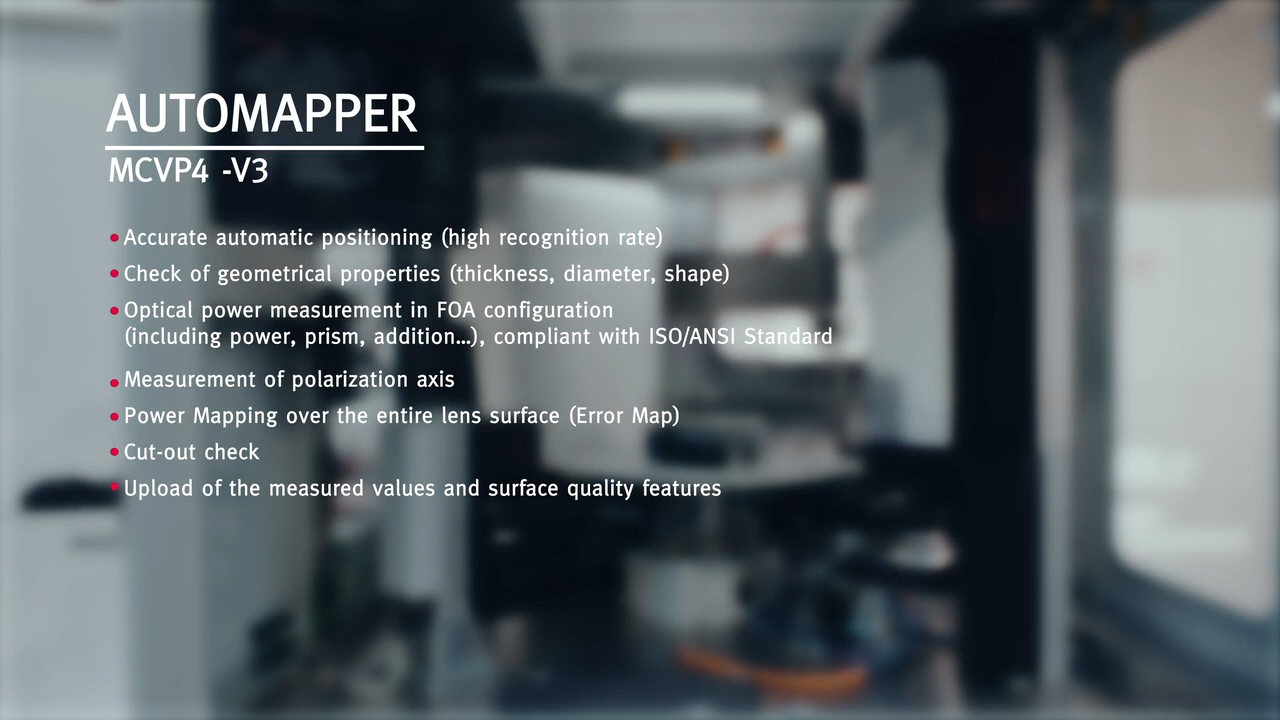 AUTOMAPPER
MCVP4 -V3
• Accurate automatic positioning (high recognition rate)
• Check of geometrical properties (thickness, diameter, shape)
• Optical power measurement in FOA configuration
(including power, prism, addition...), compliant with ISO/ANSI Standard
• Measurement of polarization axis
• Power Mapping over the entire lens surface (Error Map)
• Cut-out check
• Upload of the measured values and surface quality features